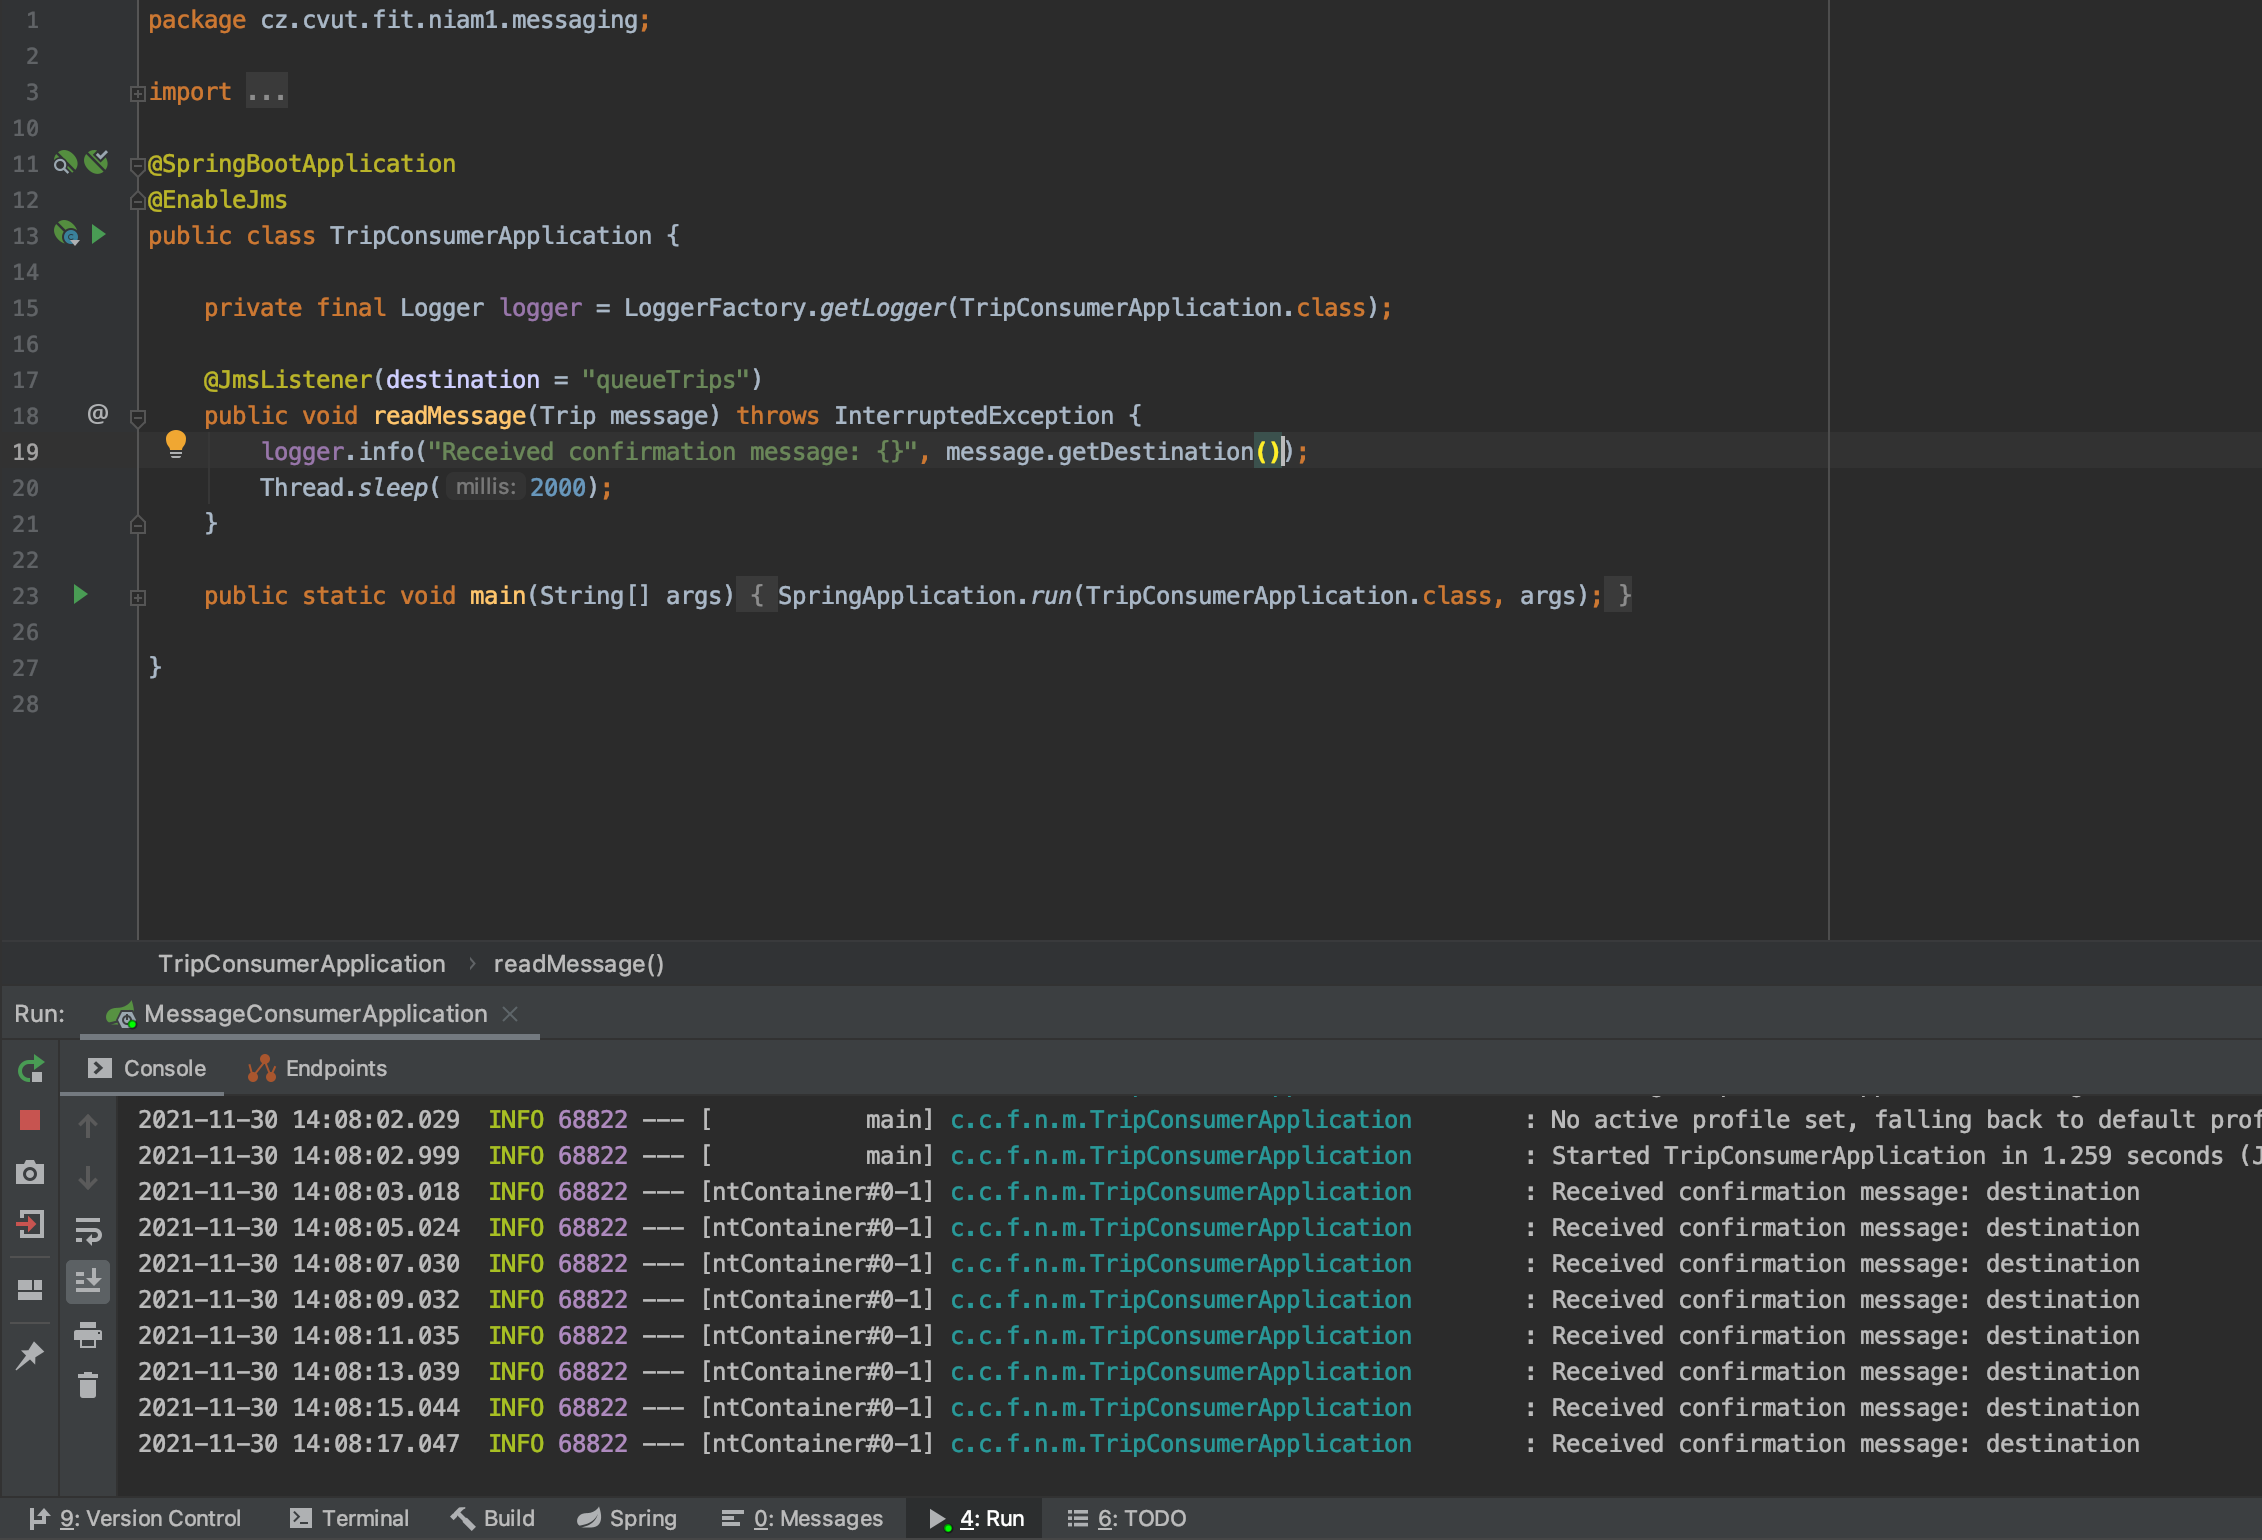 1 package cz.cvut.fit.niam1.messaging;
2
3 import ...
10
11 @SpringBootApplication
12 @EnableJms
13 public class TripConsumerApplication {
14
15 private final Logger logger = LoggerFactory.getLogger(TripConsumerApplication.class);
16
17 @JmsListener(destination = "queueTrips")
18 @ public void readMessage(Trip message) throws InterruptedException {
19 logger.info("Received confirmation message: {}", message.getDestination());
20 Thread.sleep( millis: 2000);
21 }
22
23 public static void main(String[] args) { SpringApplication.run(TripConsumerApplication.class, args); }
26
27 }
28
TripConsumerApplication › readMessage()
Run: MessageConsumerApplication
Console Endpoints
2021-11-30 14:08:02.029 INFO 68822 --- [ main] c.c.f.n.m.TripConsumerApplication : No active profile set, falling back to default prof
2021-11-30 14:08:02.999 INFO 68822 --- [ main] c.c.f.n.m.TripConsumerApplication : Started TripConsumerApplication in 1.259 seconds (J
2021-11-30 14:08:03.018 INFO 68822 --- [ntContainer#0-1] c.c.f.n.m.TripConsumerApplication : Received confirmation message: destination
2021-11-30 14:08:05.024 INFO 68822 --- [ntContainer#0-1] c.c.f.n.m.TripConsumerApplication : Received confirmation message: destination
2021-11-30 14:08:07.030 INFO 68822 --- [ntContainer#0-1] c.c.f.n.m.TripConsumerApplication : Received confirmation message: destination
2021-11-30 14:08:09.032 INFO 68822 --- [ntContainer#0-1] c.c.f.n.m.TripConsumerApplication : Received confirmation message: destination
2021-11-30 14:08:11.035 INFO 68822 --- [ntContainer#0-1] c.c.f.n.m.TripConsumerApplication : Received confirmation message: destination
2021-11-30 14:08:13.039 INFO 68822 --- [ntContainer#0-1] c.c.f.n.m.TripConsumerApplication : Received confirmation message: destination
2021-11-30 14:08:15.044 INFO 68822 --- [ntContainer#0-1] c.c.f.n.m.TripConsumerApplication : Received confirmation message: destination
2021-11-30 14:08:17.047 INFO 68822 --- [ntContainer#0-1] c.c.f.n.m.TripConsumerApplication : Received confirmation message: destination
9: Version Control Terminal Build Spring 0: Messages 4: Run 6: TODO